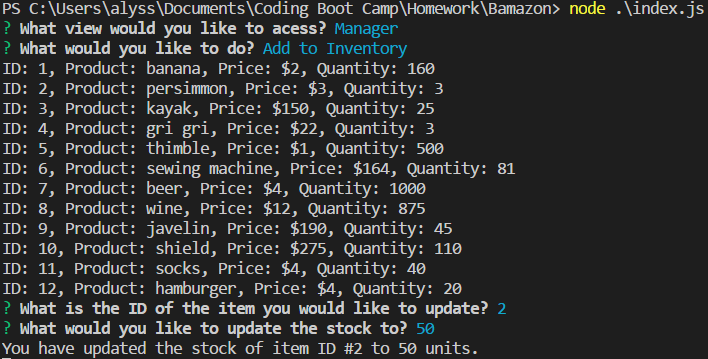 PS C:\Users\alyss\Documents\Coding Boot Camp\Homework\Bamazon> node .\index.js
? What view would you like to acess? Manager
? What would you like to do? Add to Inventory
ID: 1, Product: banana, Price: $2, Quantity: 160
ID: 2, Product: persimmon, Price: $3, Quantity: 3
ID: 3, Product: kayak, Price: $150, Quantity: 25
ID: 4, Product: gri gri, Price: $22, Quantity: 3
ID: 5, Product: thimble, Price: $1, Quantity: 500
ID: 6, Product: sewing machine, Price: $164, Quantity: 81
ID: 7, Product: beer, Price: $4, Quantity: 1000
ID: 8, Product: wine, Price: $12, Quantity: 875
ID: 9, Product: javelin, Price: $190, Quantity: 45
ID: 10, Product: shield, Price: $275, Quantity: 110
ID: 11, Product: socks, Price: $4, Quantity: 40
ID: 12, Product: hamburger, Price: $4, Quantity: 20
? What is the ID of the item you would like to update? 2
? What would you like to update the stock to? 50
You have updated the stock of item ID #2 to 50 units.